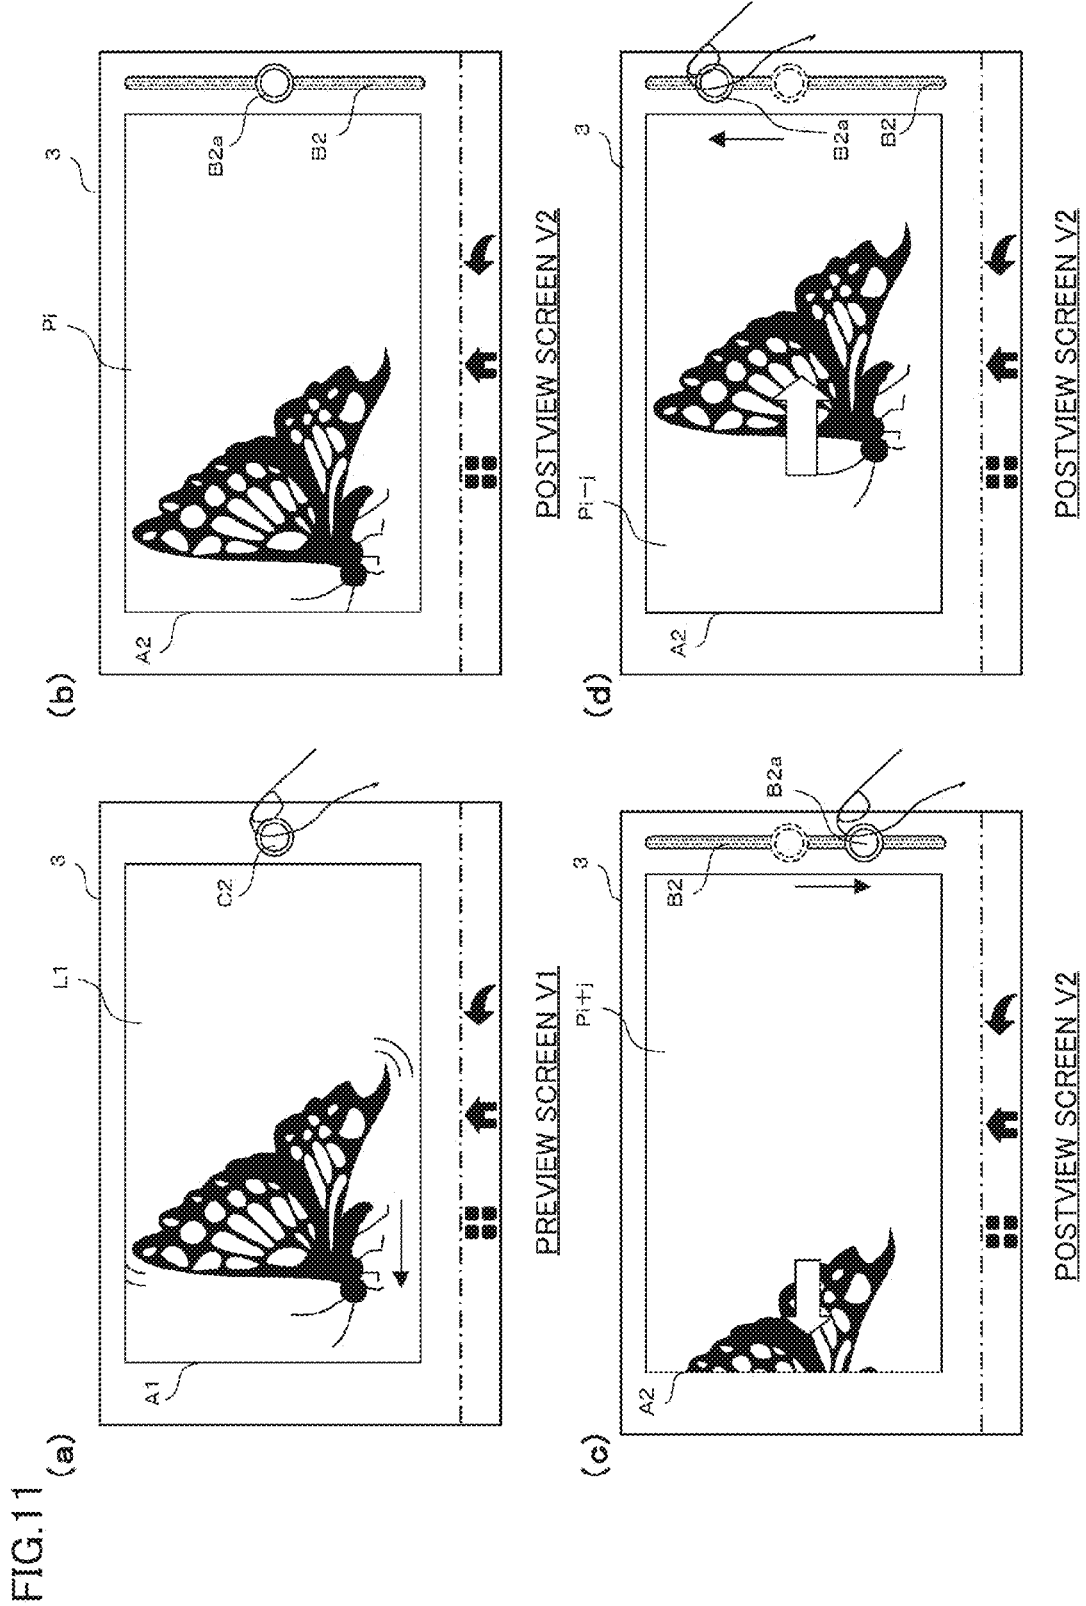 FIG.11
(a)
3
L1
C2
A1
PREVIEW SCREEN V1
(b)
3
Pi
B2a
B2
A2
POSTVIEW SCREEN V2
(c)
3
Pi+j
B2
B2a
A2
POSTVIEW SCREEN V2
(d)
3
Pi−j
B2a
B2
A2
POSTVIEW SCREEN V2